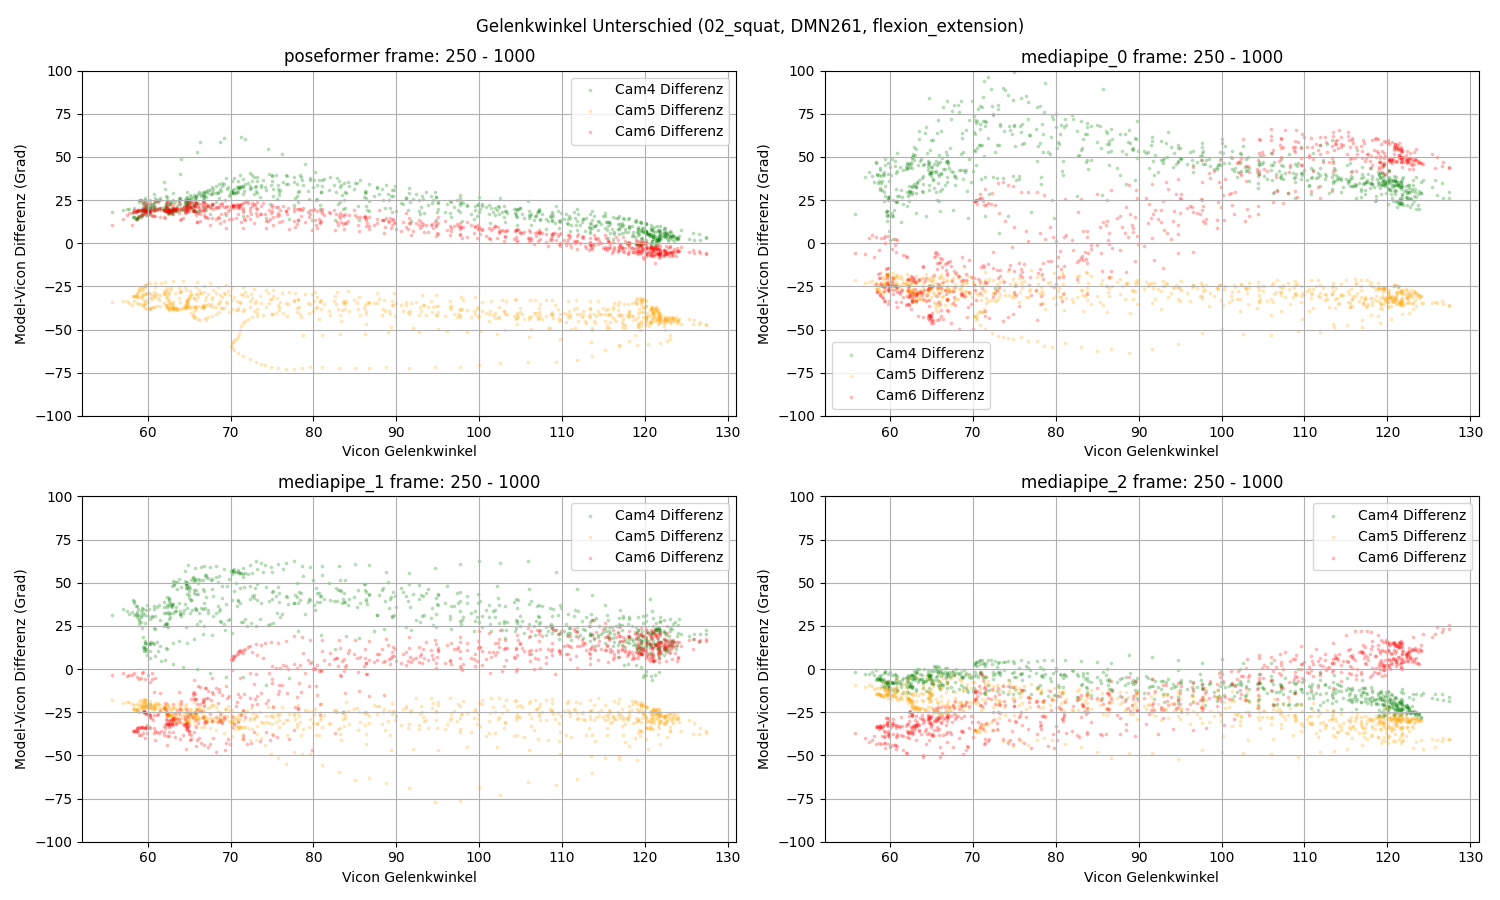 Gelenkwinkel Unterschied (02_squat, DMN261, flexion_extension)
poseformer frame: 250 - 1000
100
75
50
25
0
−25
−50
−75
−100
Model-Vicon Differenz (Grad)
Cam4 Differenz
Cam5 Differenz
Cam6 Differenz
60 70 80 90 100 110 120 130
Vicon Gelenkwinkel
mediapipe_0 frame: 250 - 1000
100
75
50
25
0
−25
−50
−75
−100
Model-Vicon Differenz (Grad)
Cam4 Differenz
Cam5 Differenz
Cam6 Differenz
60 70 80 90 100 110 120 130
Vicon Gelenkwinkel
mediapipe_1 frame: 250 - 1000
100
75
50
25
0
−25
−50
−75
−100
Model-Vicon Differenz (Grad)
Cam4 Differenz
Cam5 Differenz
Cam6 Differenz
60 70 80 90 100 110 120 130
Vicon Gelenkwinkel
mediapipe_2 frame: 250 - 1000
100
75
50
25
0
−25
−50
−75
−100
Model-Vicon Differenz (Grad)
Cam4 Differenz
Cam5 Differenz
Cam6 Differenz
60 70 80 90 100 110 120 130
Vicon Gelenkwinkel